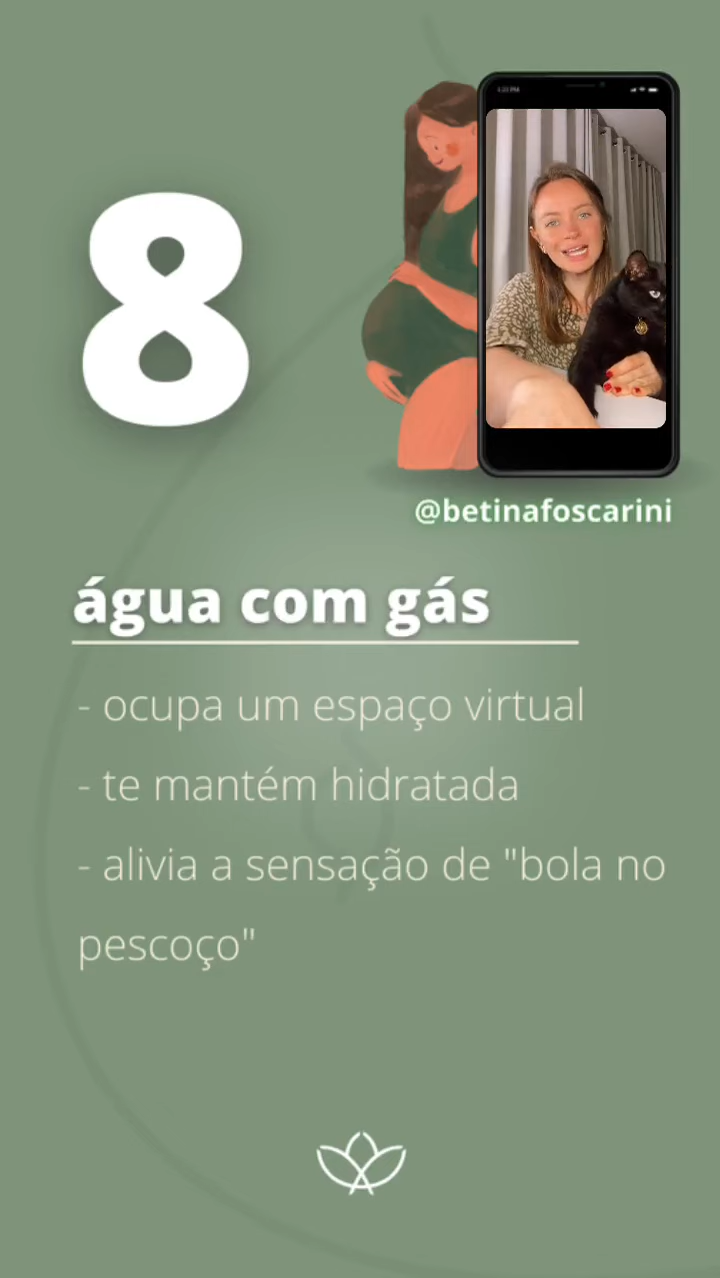 8
@betinafoscarini
água com gás
- ocupa um espaço virtual
- te mantém hidratada
- alivia a sensação de "bola no
pescoço"